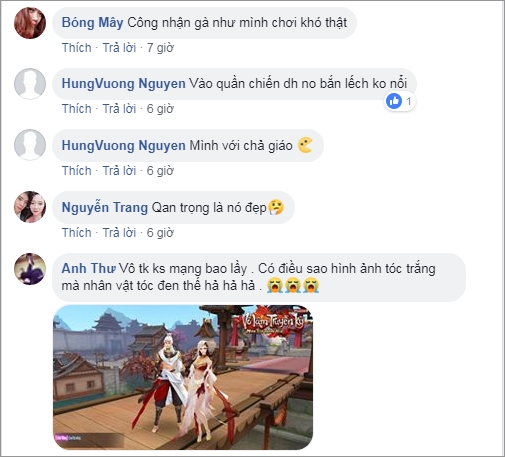 Bóng Mây Công nhận gà như mình chơi khó thật
Thích · Trả lời · 7 giờ
HungVuong Nguyen Vào quần chiến dh no bắn lếch ko nổi
1
Thích · Trả lời · 6 giờ
HungVuong Nguyen Mình với chả giáo
Thích · Trả lời · 6 giờ
Nguyễn Trang Qan trọng là nó đẹp
Thích · Trả lời · 6 giờ
Anh Thư Vô tk ks mạng bao lầy . Có điều sao hình ảnh tóc trắng
mà nhân vật tóc đen thế hả hả hả .
Võ Lâm Truyền Kỳ